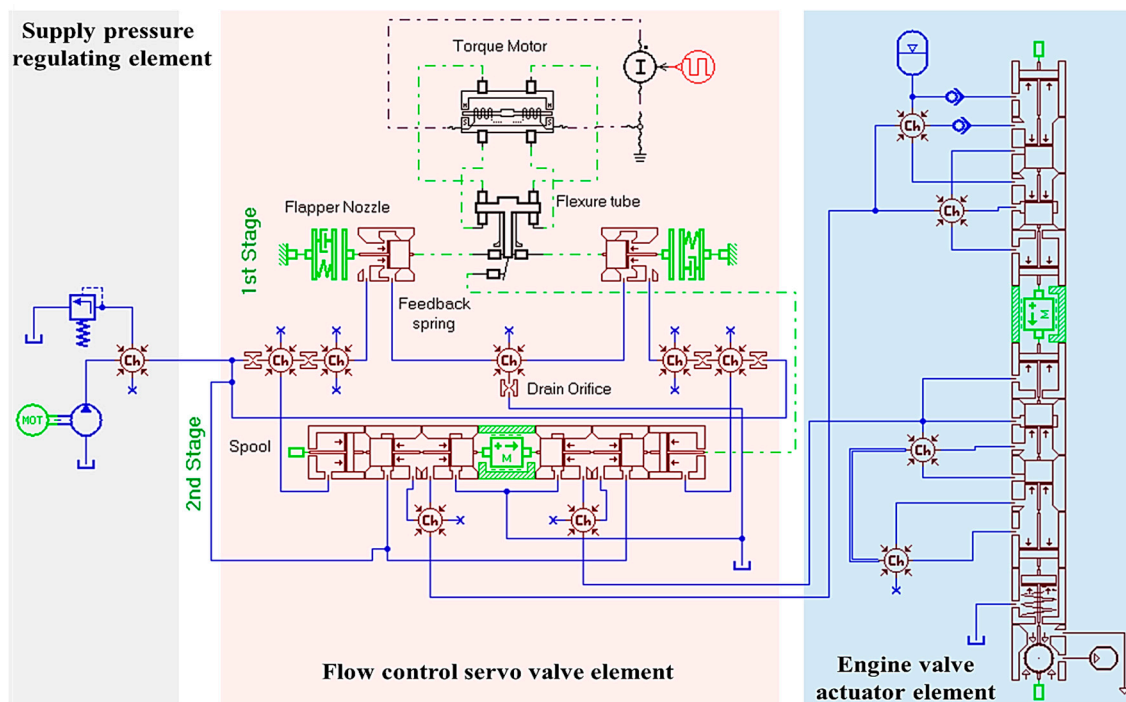 Supply pressure
regulating element
Torque Motor
I
M
S
S
Flapper Nozzle
Flexure tube
1st Stage
Feedback
spring
Ch
Ch
Ch
Ch
Ch
Ch
Drain Orifice
MOT
2nd Stage
Spool
M
Ch
Ch
Flow control servo valve element
Ch
Ch
M
Ch
Ch
Engine valve
actuator element